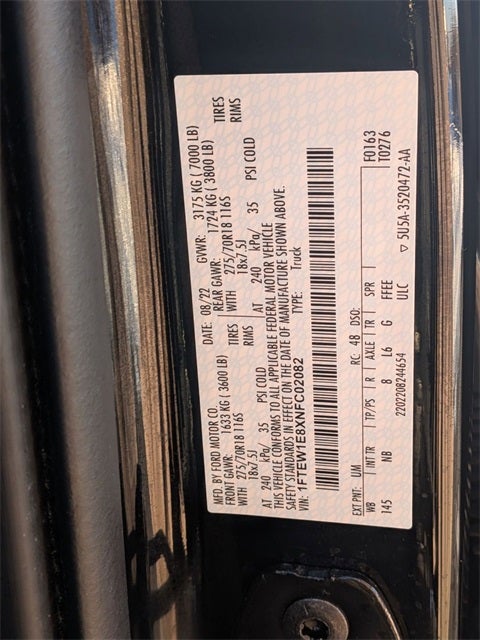 MFD. BY FORD MOTOR CO. DATE: 08/22 GVWR: 3175 KG ( 7000 LB)
FRONT GAWR: 1633 KG ( 3600 LB) REAR GAWR: 1724 KG ( 3800 LB)
WITH 275/70R18 116S TIRES WITH 275/70R18 116S TIRES
18x7.5J RIMS 18x7.5J RIMS
AT 240 kPa/ 35 PSI COLD AT 240 kPa/ 35 PSI COLD
THIS VEHICLE CONFORMS TO ALL APPLICABLE FEDERAL MOTOR VEHICLE
SAFETY STANDARDS IN EFFECT ON THE DATE OF MANUFACTURE SHOWN ABOVE.
VIN: 1FTEW1E8XNFC02082 TYPE: Truck
EXT PNT: UM RC: 48 DSO: F0163
WB INT TR TP/PS R AXLE TR SPR T0276
145 NB 8 L6 G FFEE
2202208244654 ULC ▽ 5U5A-3520472-AA